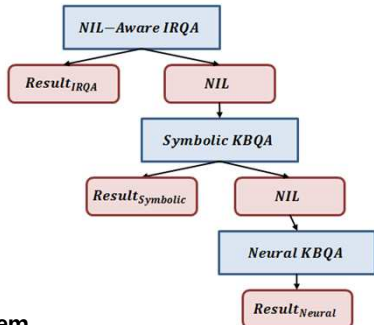 NIL−Aware IRQA
Result_IRQA
NIL
Symbolic KBQA
Result_Symbolic
NIL
Neural KBQA
Result_Neural